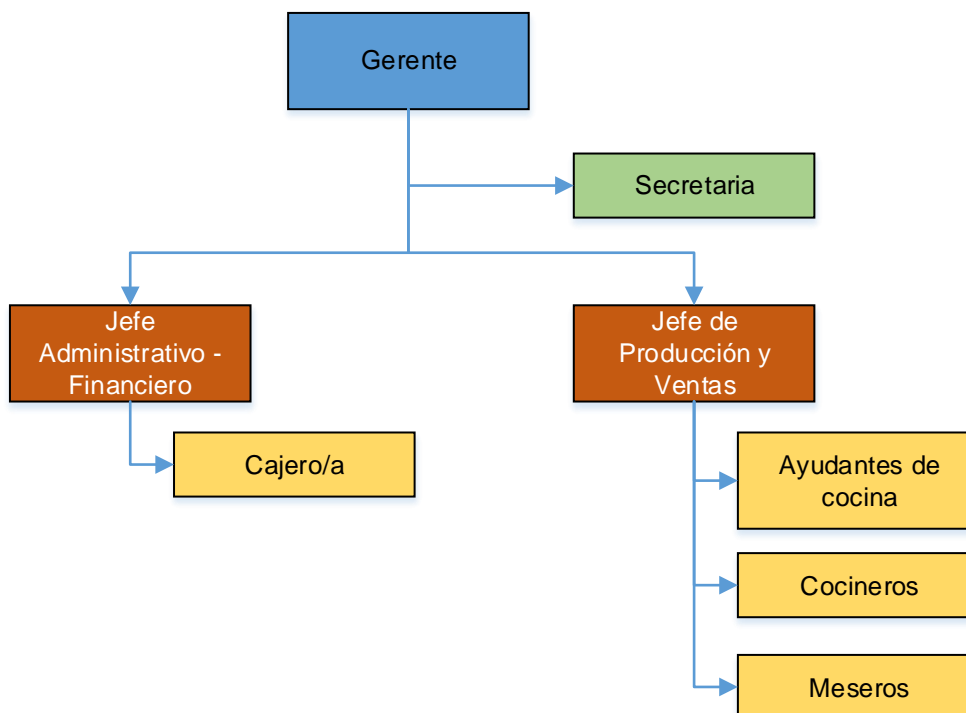 Gerente
Secretaria
Jefe
Administrativo -
Financiero
Jefe de
Producción y
Ventas
Cajero/a
Ayudantes de
cocina
Cocineros
Meseros